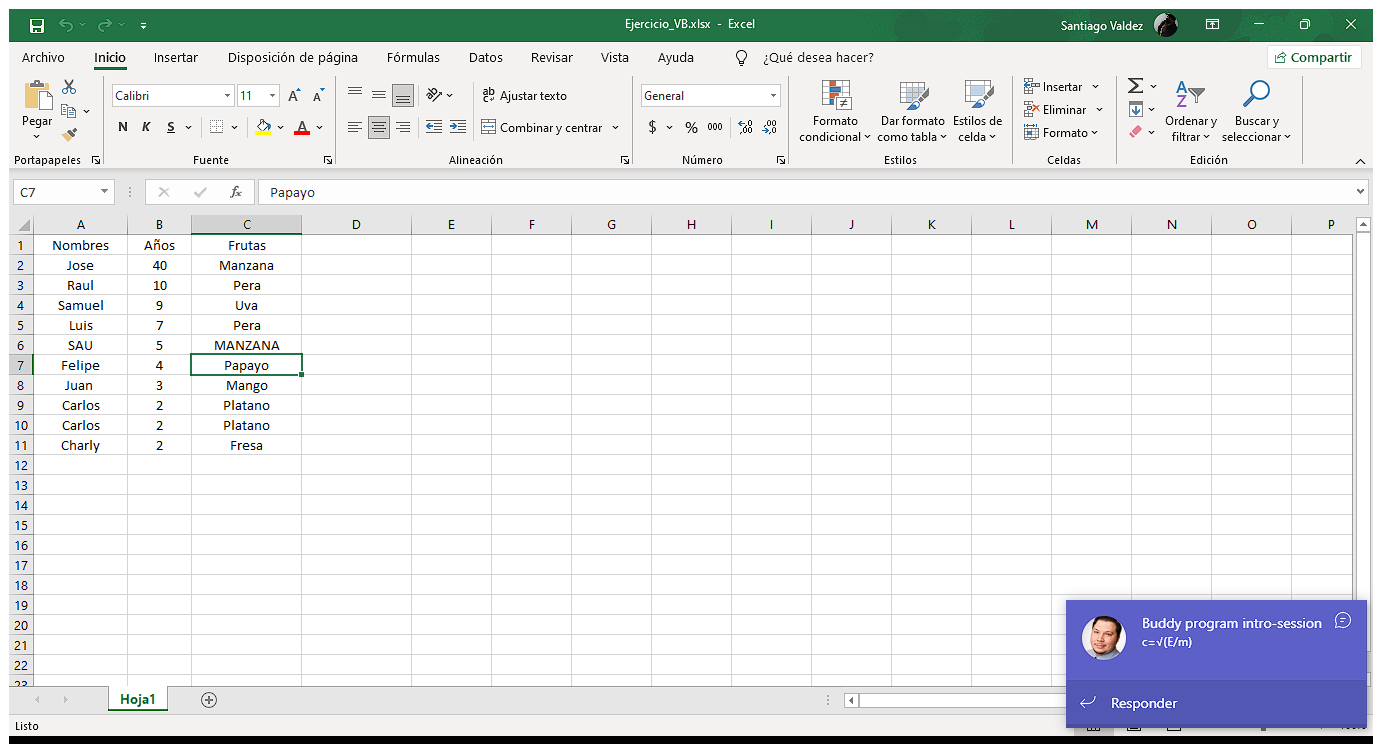 Ejercicio_VB.xlsx - Excel
Santiago Valdez
Archivo Inicio Insertar Disposición de página Fórmulas Datos Revisar Vista Ayuda ¿Qué desea hacer? Compartir
Pegar
Portapapeles
Calibri 11 A A
N K S A
Fuente
ab Ajustar texto
Combinar y centrar
Alineación
General
$ % 000
Número
Formato condicional
Dar formato como tabla
Estilos de celda
Estilos
Insertar
Eliminar
Formato
Celdas
Ordenar y filtrar
Buscar y seleccionar
Edición
C7 fx Papayo
A B C D E F G H I J K L M N O P
1 Nombres Años Frutas
2 Jose 40 Manzana
3 Raul 10 Pera
4 Samuel 9 Uva
5 Luis 7 Pera
6 SAU 5 MANZANA
7 Felipe 4 Papayo
8 Juan 3 Mango
9 Carlos 2 Platano
10 Carlos 2 Platano
11 Charly 2 Fresa
12
13
14
15
16
17
18
19
20
21
22
23
Buddy program intro-session
c=√(E/m)
Responder
Hoja1
Listo